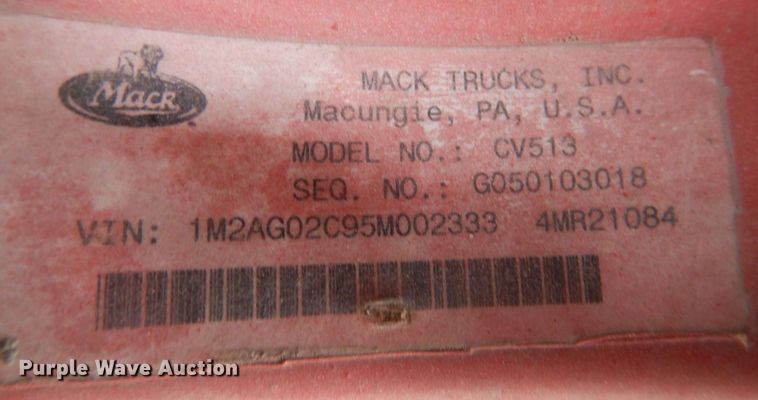 Mack
MACK TRUCKS, INC.
Macungie, PA, U.S.A.
MODEL NO.: CV513
SEQ. NO.: G050103018
VIN: 1M2AG02C95M002333 4MR21084
Purple Wave Auction